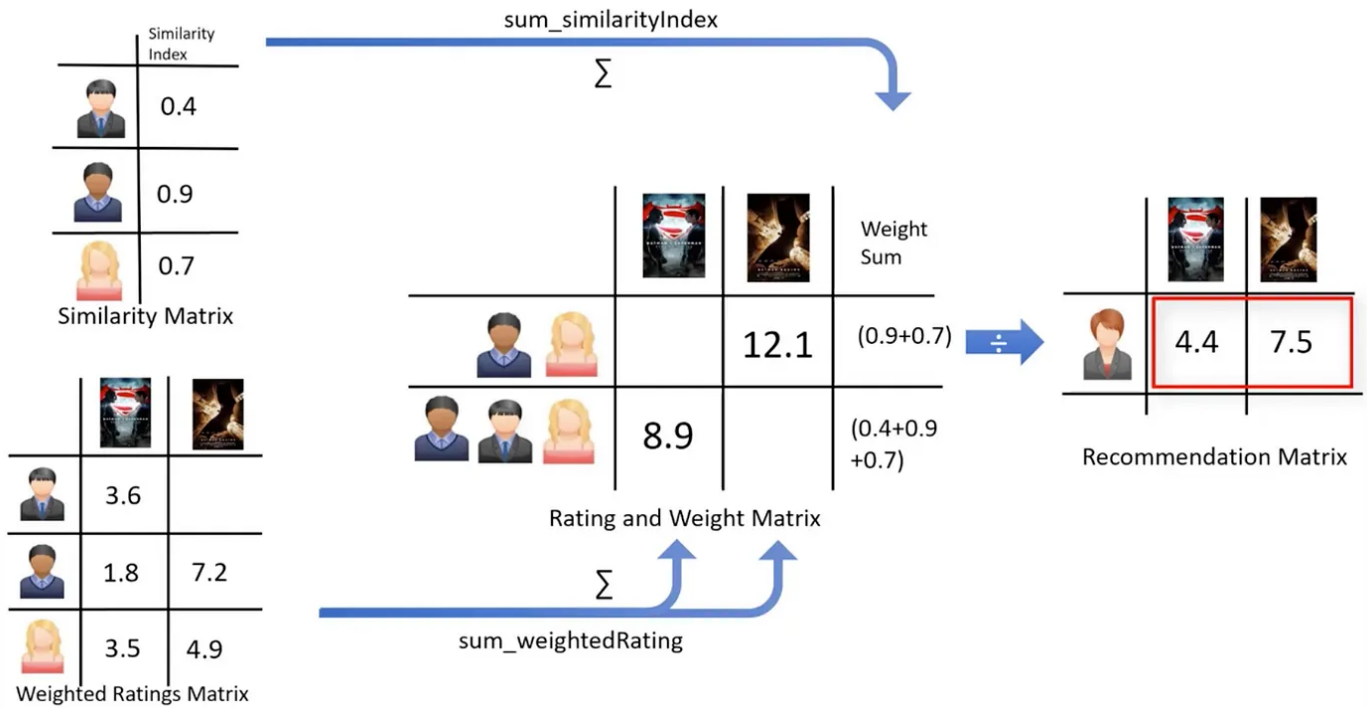 sum_similarityIndex
∑
Similarity
Index
0.4
0.9
0.7
Similarity Matrix
3.6
1.8 7.2
3.5 4.9
Weighted Ratings Matrix
Weight
Sum
12.1 (0.9+0.7)
8.9 (0.4+0.9
+0.7)
Rating and Weight Matrix
∑
sum_weightedRating
÷
4.4 7.5
Recommendation Matrix